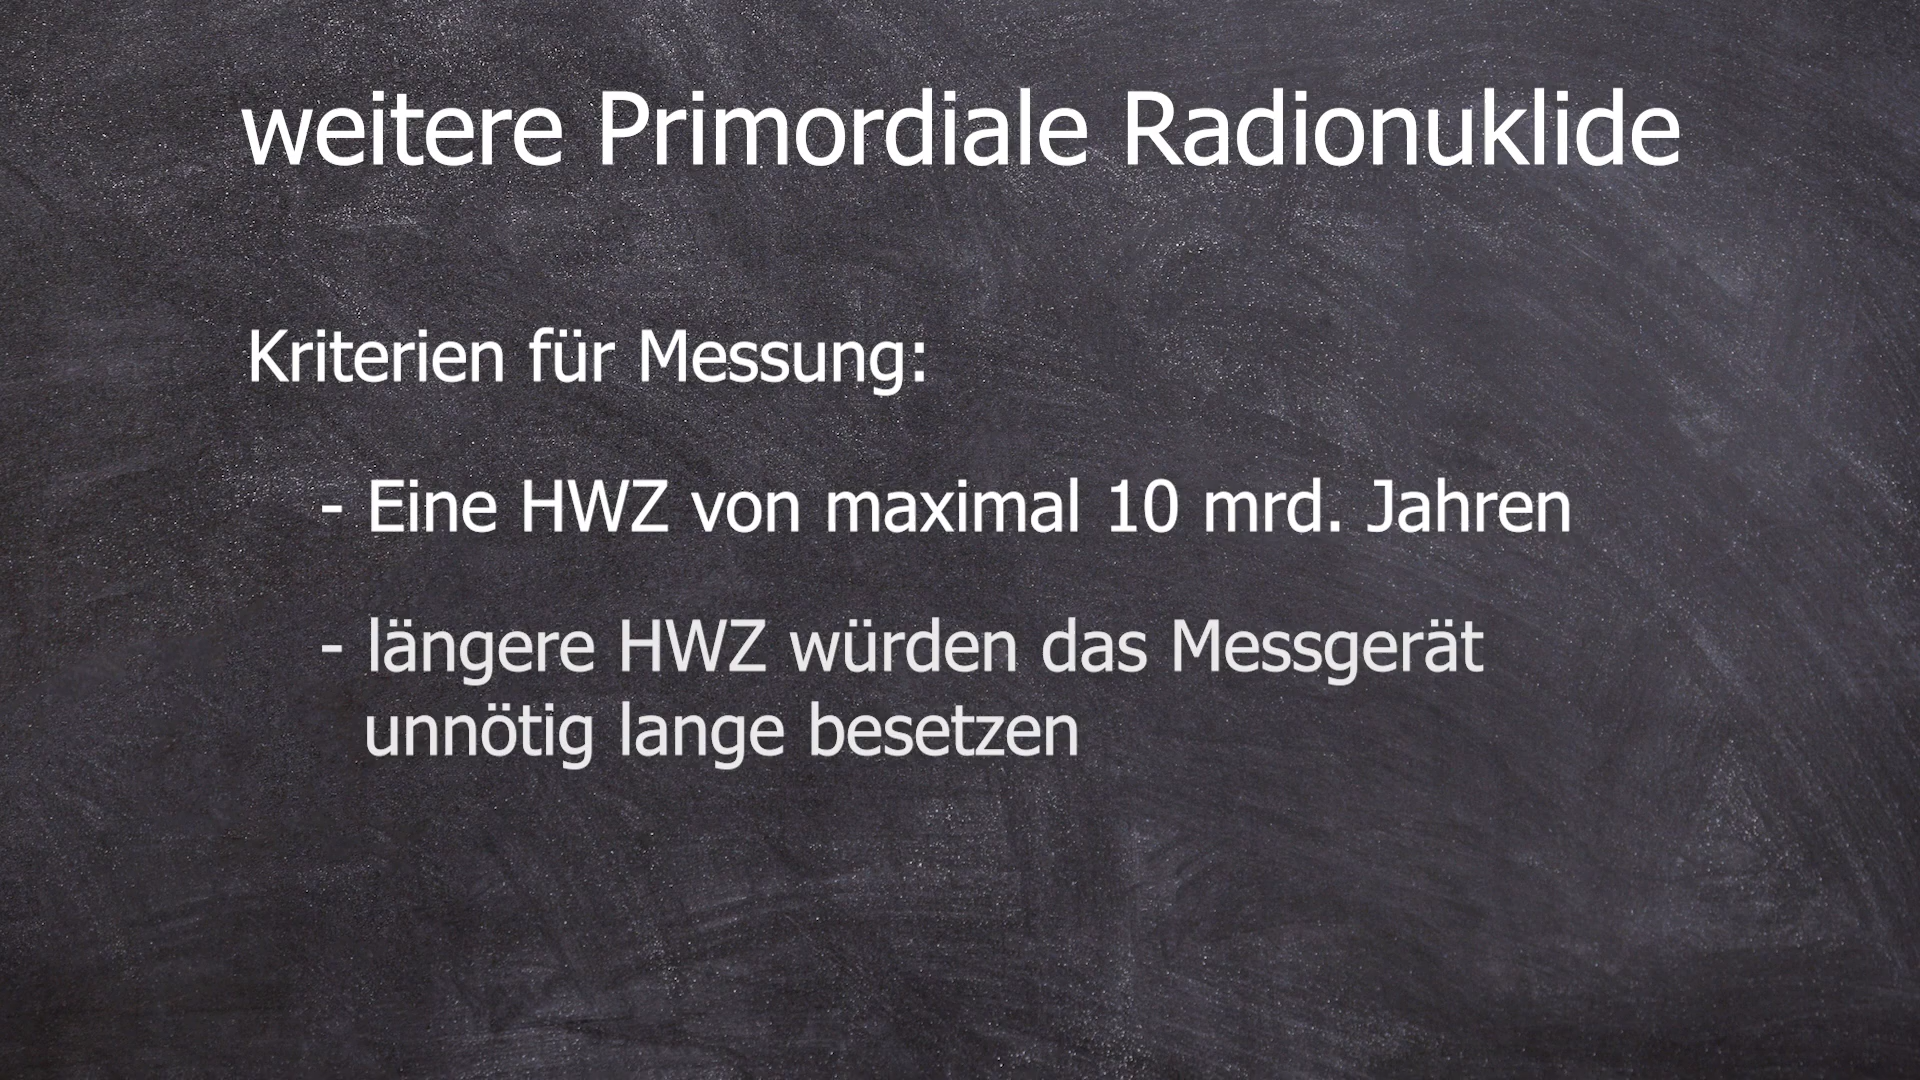 weitere Primordiale Radionuklide
Kriterien für Messung:
- Eine HWZ von maximal 10 mrd. Jahren
- längere HWZ würden das Messgerät
unnötig lange besetzen